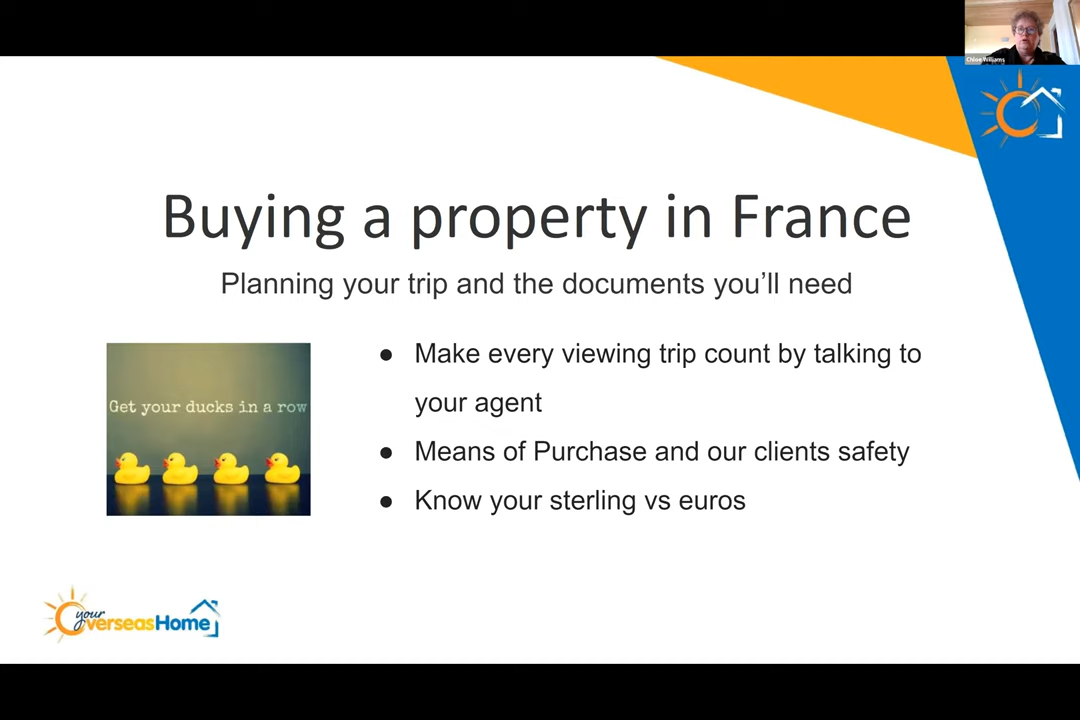 Chloe Williams
Buying a property in France
Planning your trip and the documents you'll need
Get your ducks in a row
● Make every viewing trip count by talking to
your agent
● Means of Purchase and our clients safety
● Know your sterling vs euros
your
OverseasHome